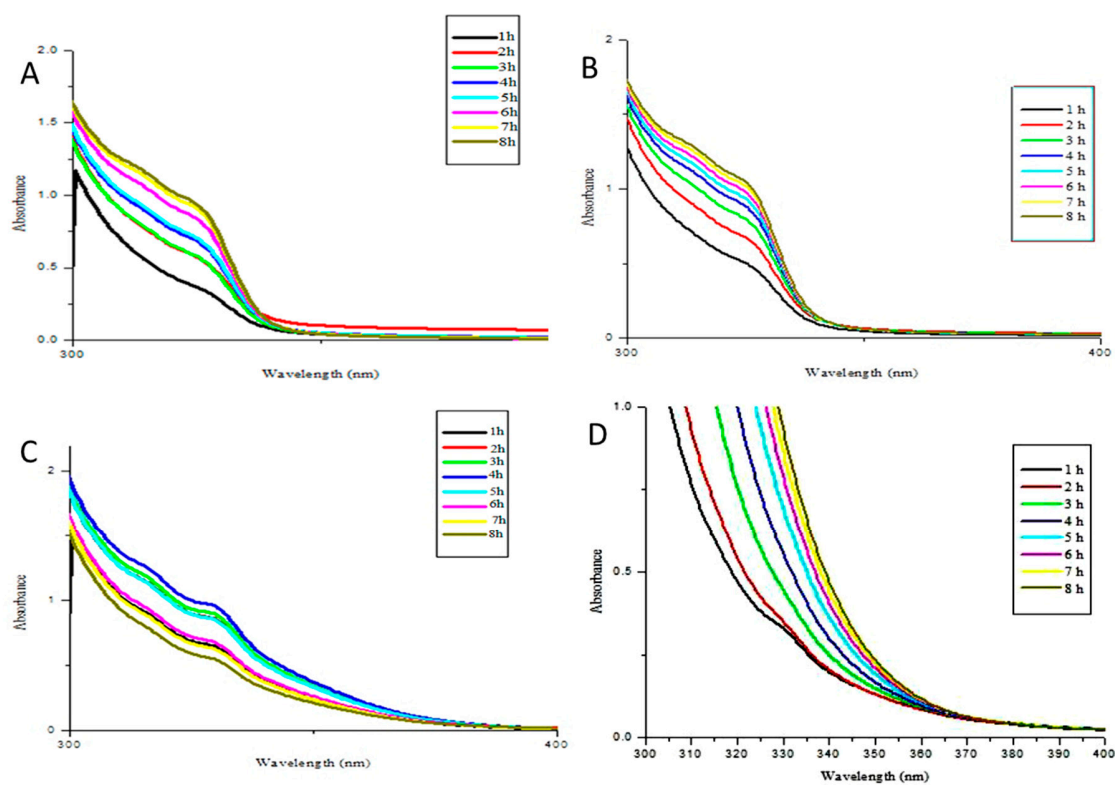 A
2.0
1.5
1.0
0.5
0.0
300
Absorbance
Wavelength (nm)
1h
2h
3h
4h
5h
6h
7h
8h
B
2
1
0
300
400
Absorbance
Wavelength (nm)
1 h
2 h
3 h
4 h
5 h
6 h
7 h
8 h
C
2
1
0
300
400
Absorbance
Wavelength (nm)
1h
2h
3h
4h
5h
6h
7h
8h
D
1.0
0.5
0.0
300 310 320 330 340 350 360 370 380 390 400
Absorbance
Wavelength (nm)
1 h
2 h
3 h
4 h
5 h
6 h
7 h
8 h